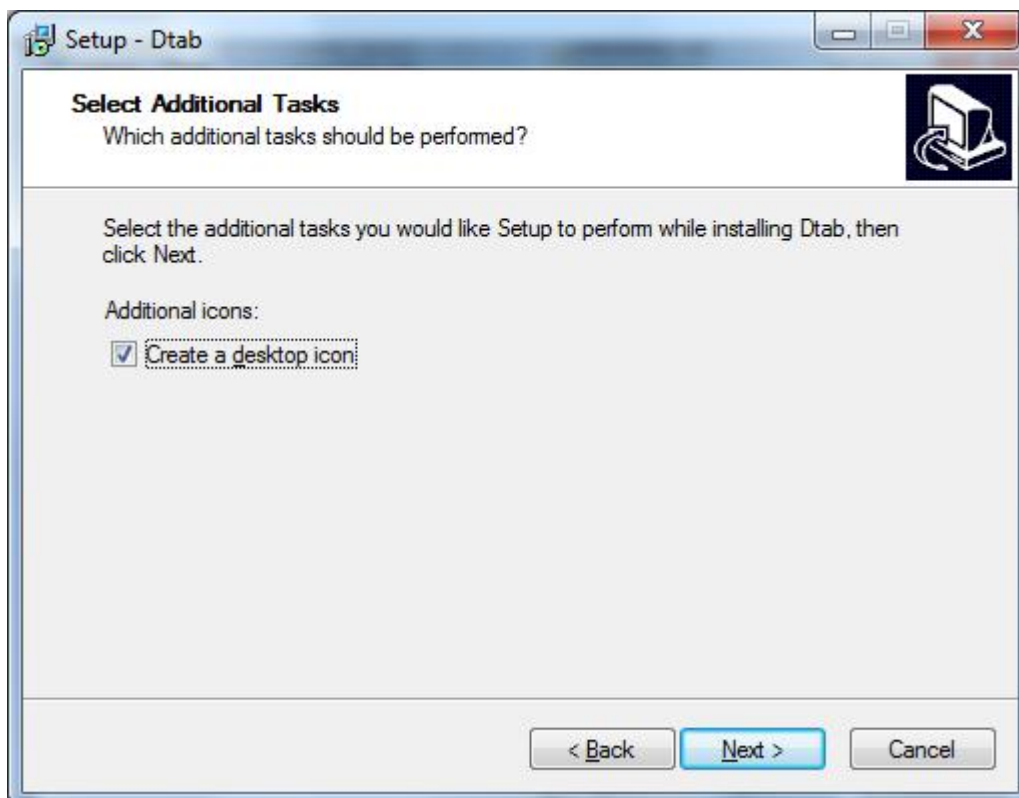 Setup - Dtab
Select Additional Tasks
Which additional tasks should be performed?
Select the additional tasks you would like Setup to perform while installing Dtab, then
click Next.
Additional icons:
Create a desktop icon
< Back Next > Cancel